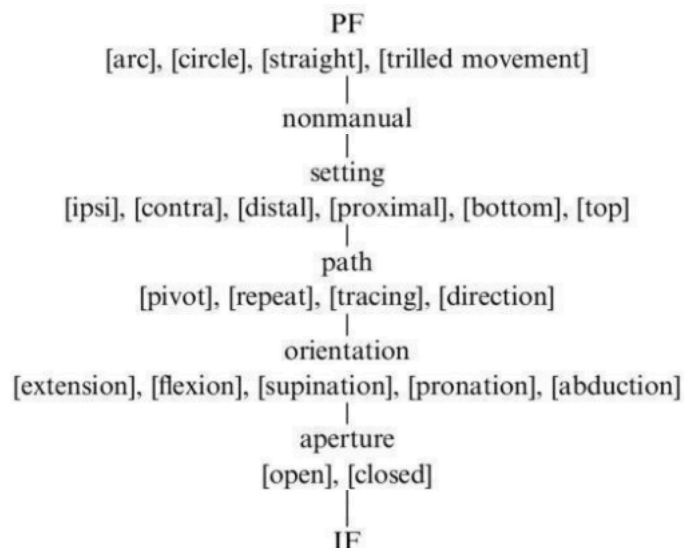 PF
[arc], [circle], [straight], [trilled movement]
nonmanual
setting
[ipsi], [contra], [distal], [proximal], [bottom], [top]
path
[pivot], [repeat], [tracing], [direction]
orientation
[extension], [flexion], [supination], [pronation], [abduction]
aperture
[open], [closed]
IF